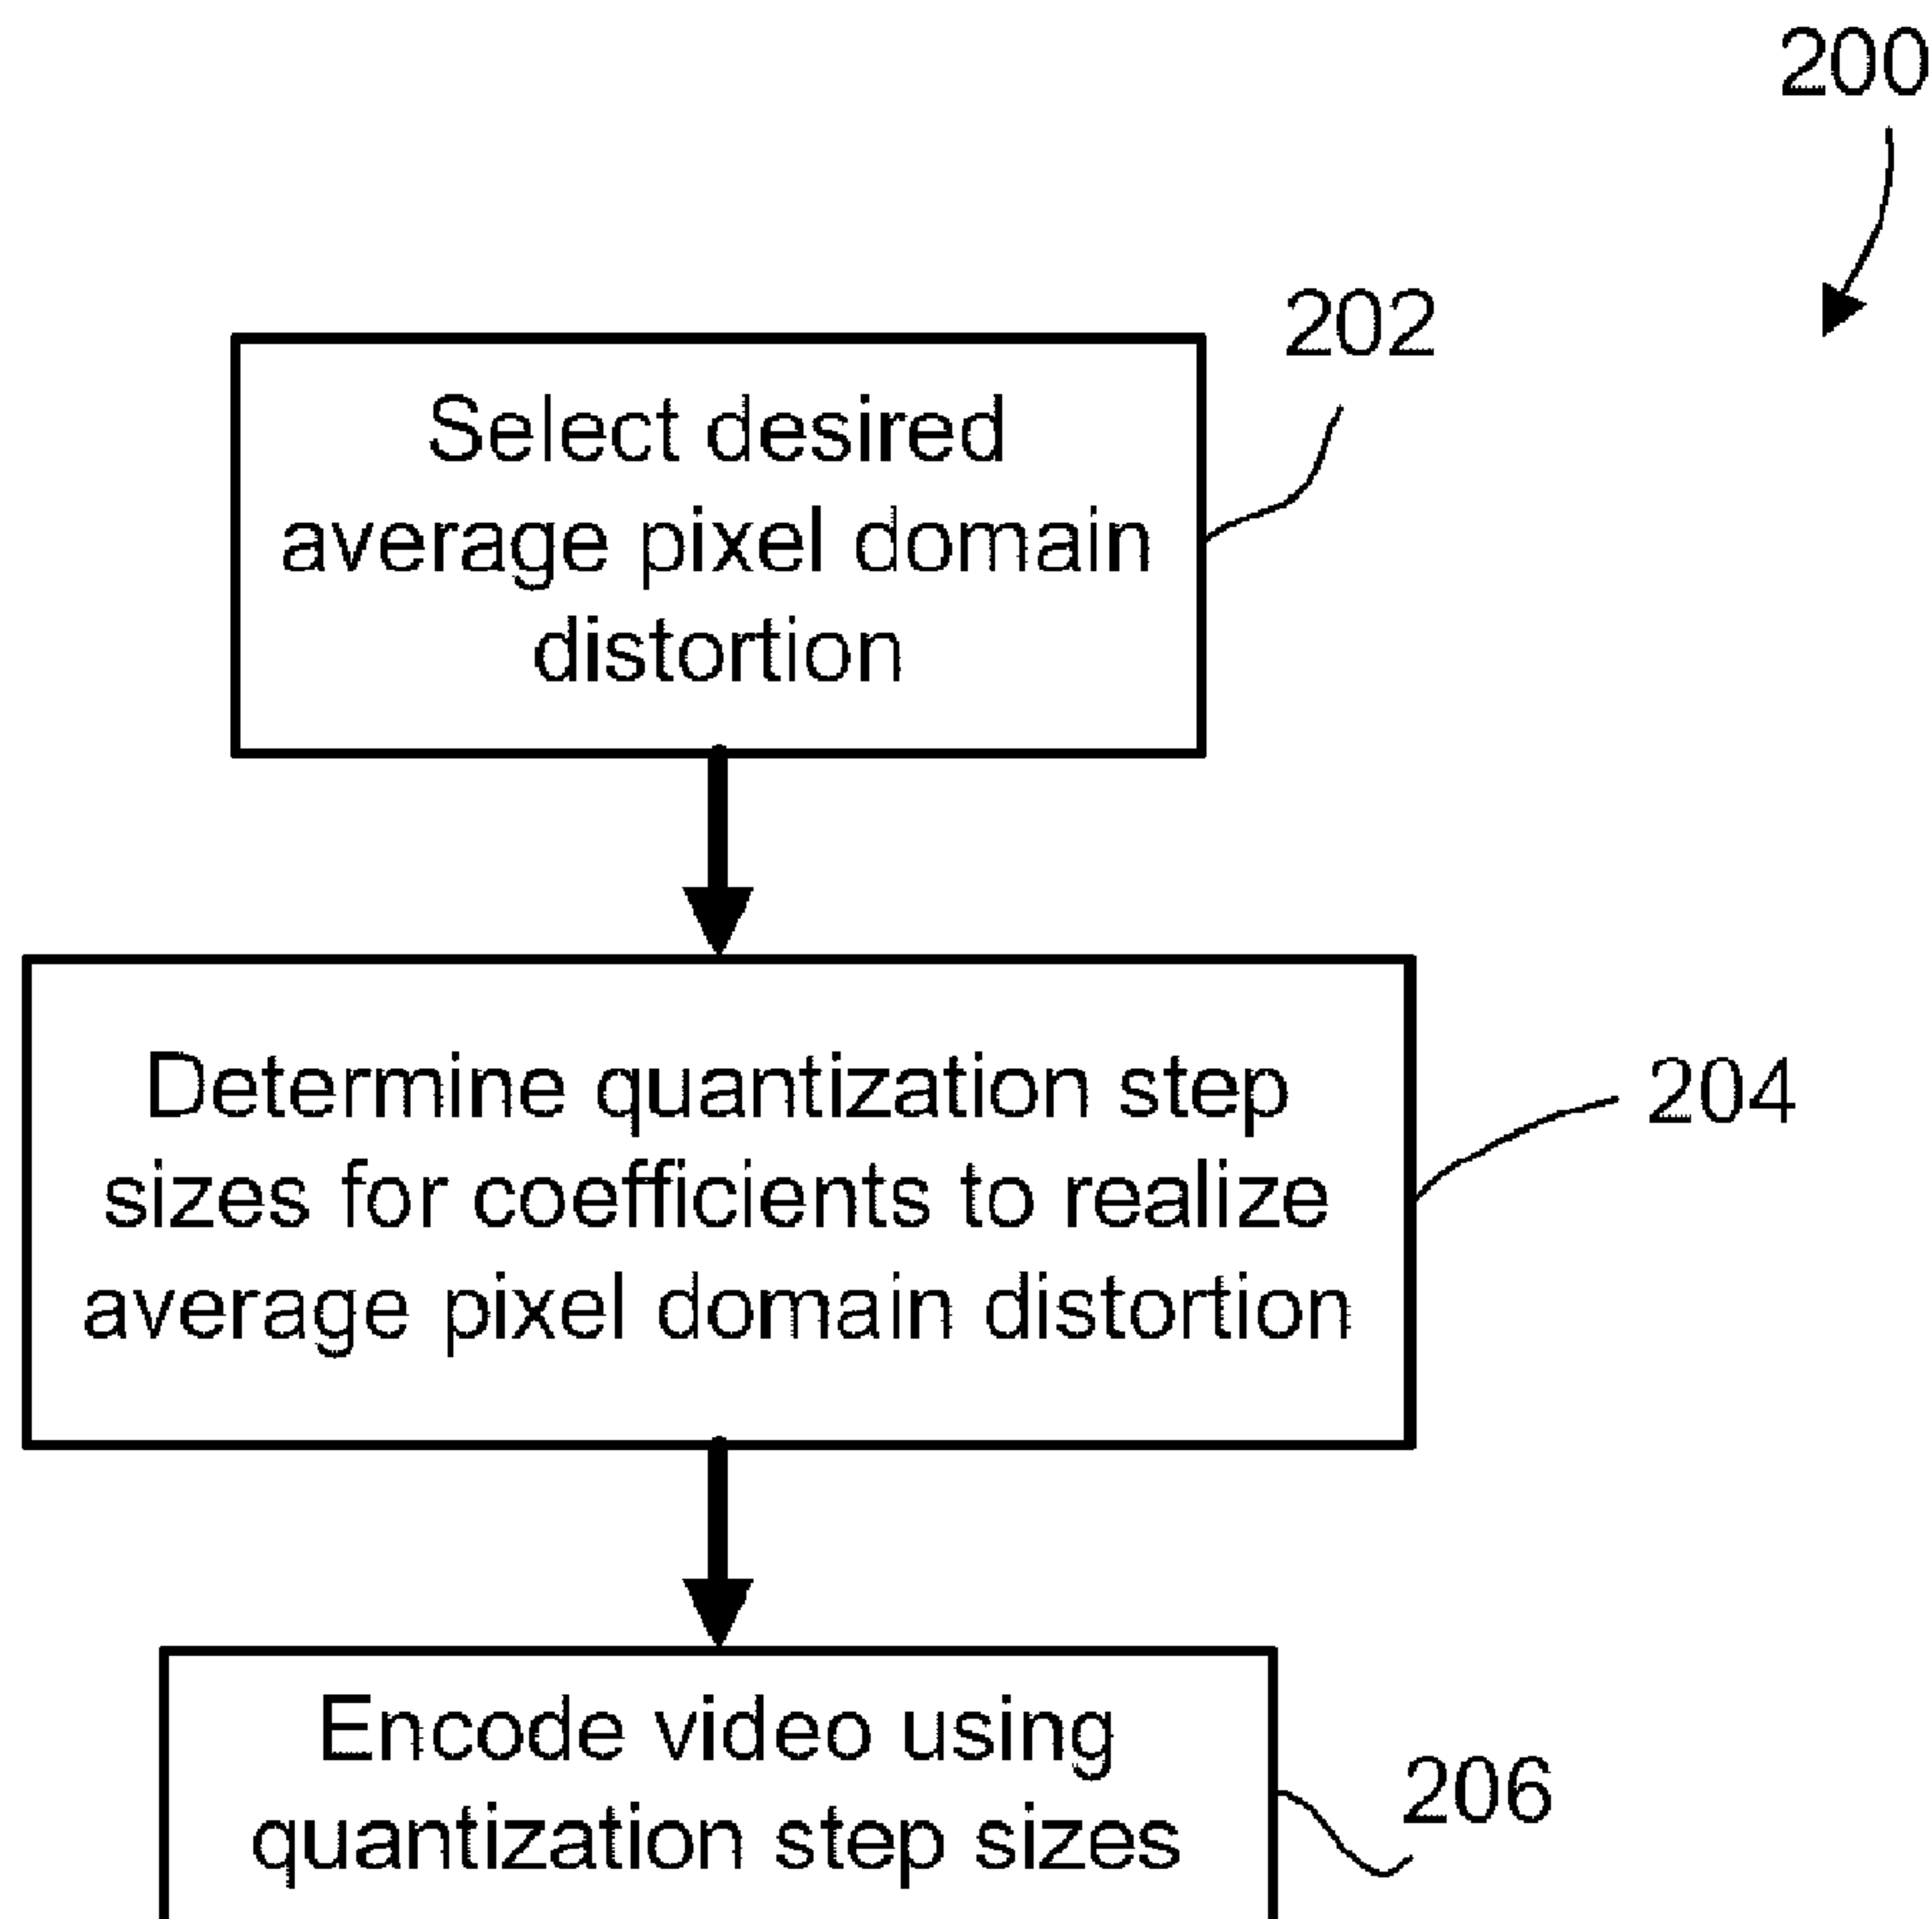 200
202
Select desired
average pixel domain
distortion
Determine quantization step
sizes for coefficients to realize
average pixel domain distortion
204
Encode video using
quantization step sizes
206